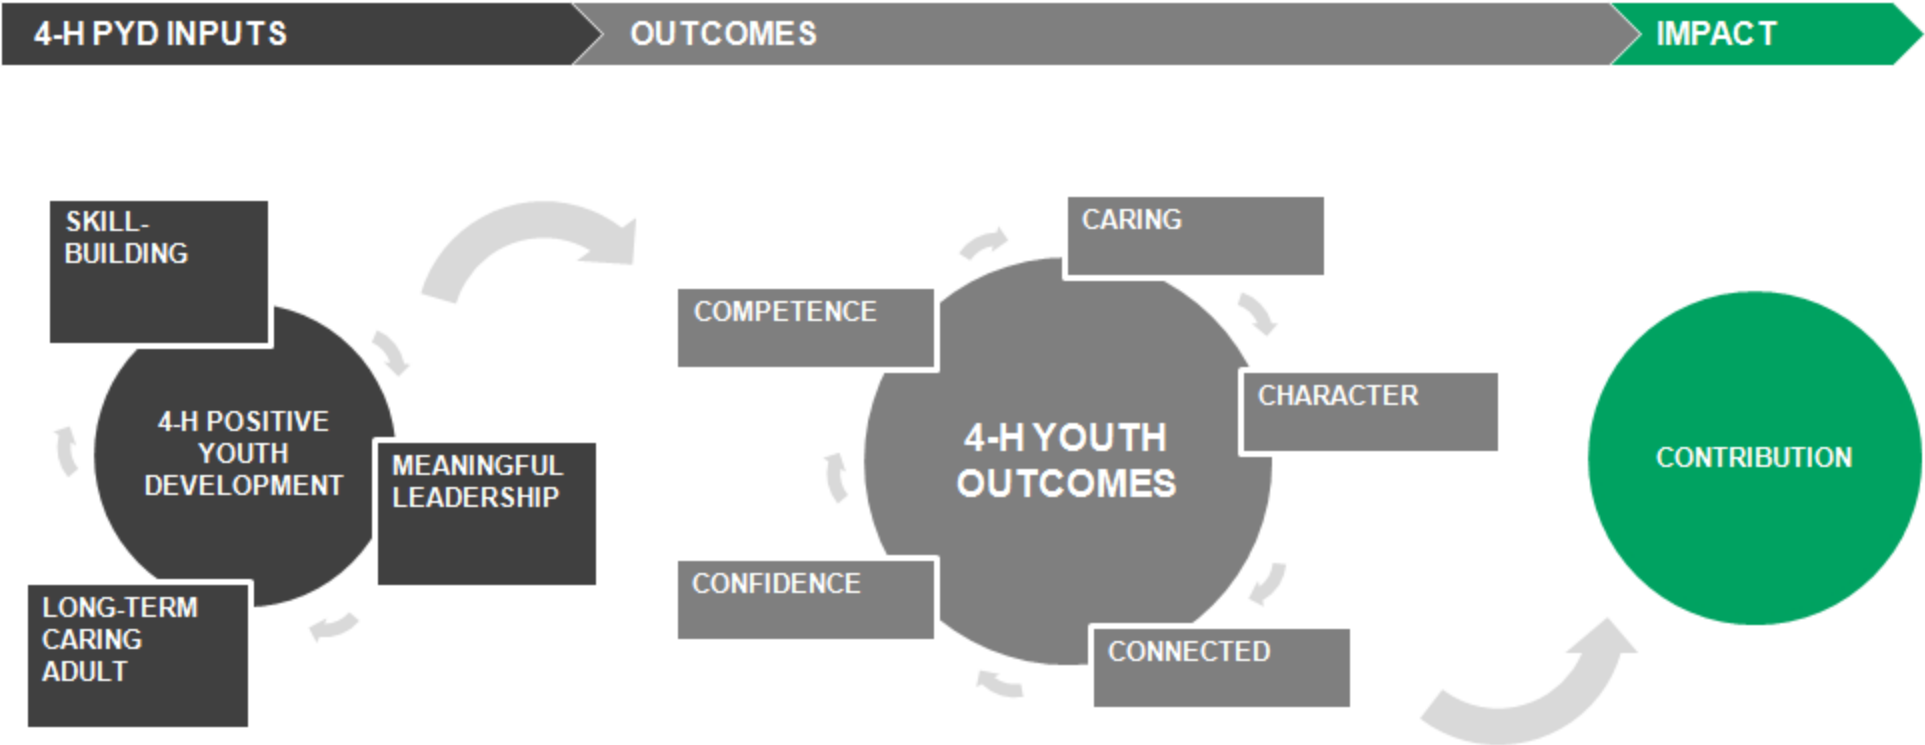 4-H PYD INPUTS
OUTCOMES
IMPACT
SKILL-
BUILDING
4-H POSITIVE
YOUTH
DEVELOPMENT
MEANINGFUL
LEADERSHIP
LONG-TERM
CARING
ADULT
CARING
COMPETENCE
CHARACTER
4-H YOUTH
OUTCOMES
CONFIDENCE
CONNECTED
CONTRIBUTION